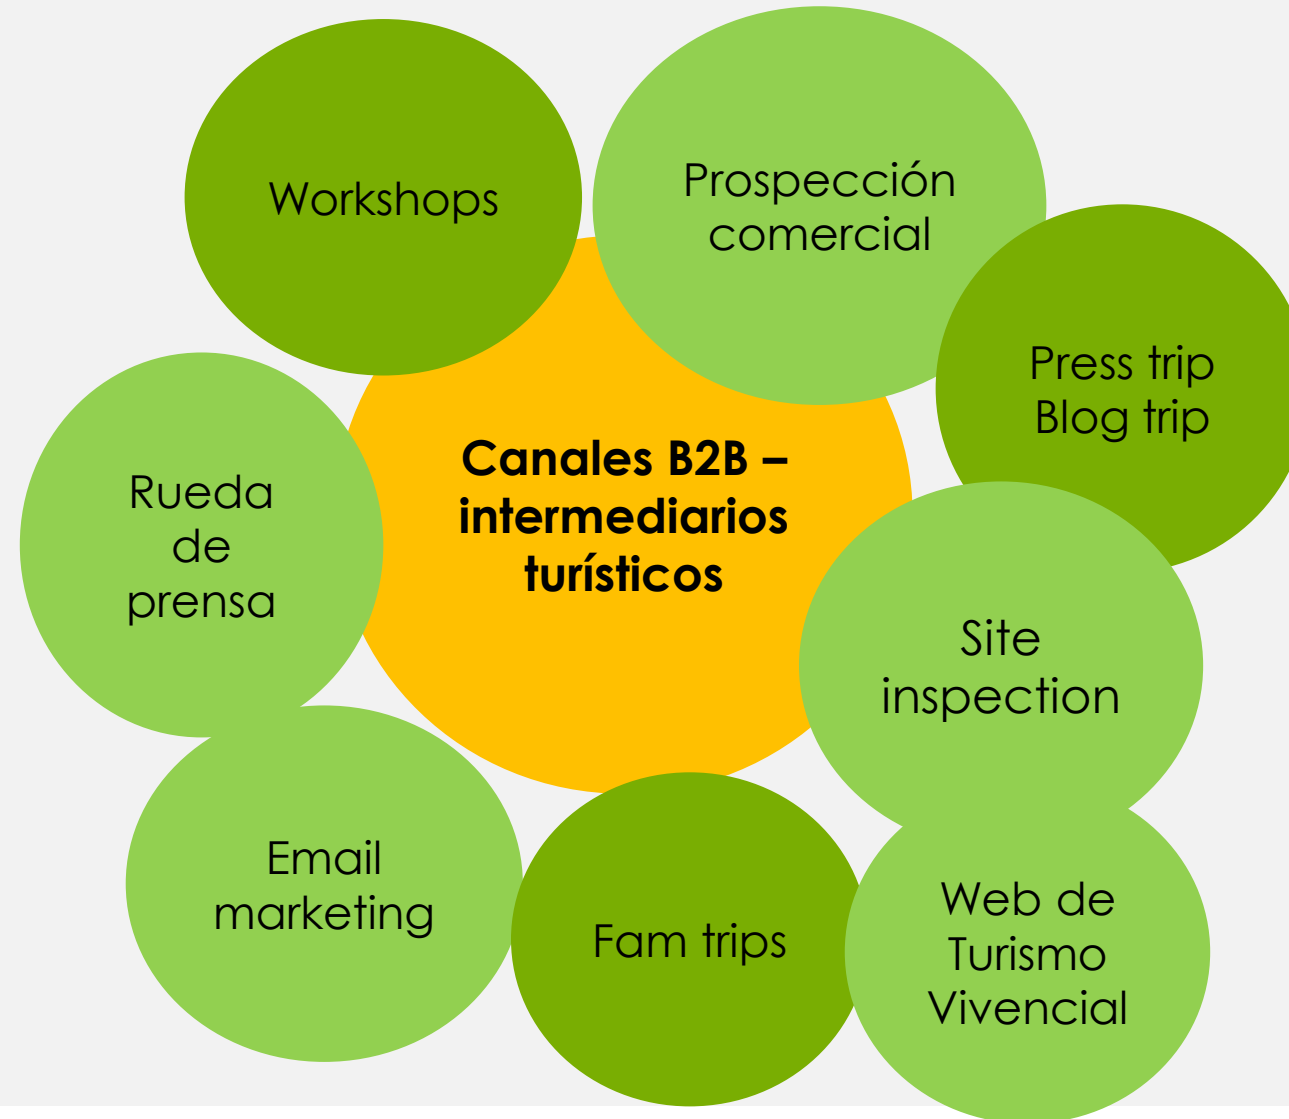 Workshops
Prospección
comercial
Press trip
Blog trip
Canales B2B –
intermediarios
turísticos
Rueda
de
prensa
Site
inspection
Email
marketing
Fam trips
Web de
Turismo
Vivencial